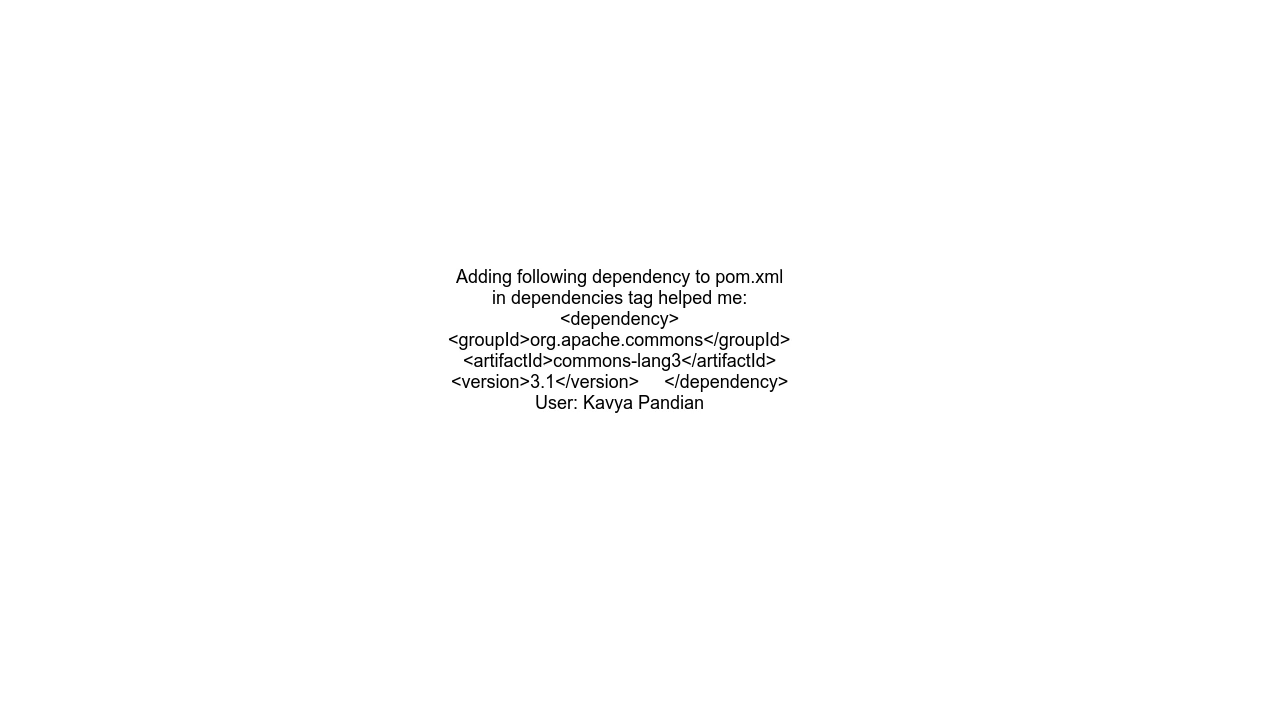 Adding following dependency to pom.xml
in dependencies tag helped me:
<dependency>
<groupId>org.apache.commons</groupId>
<artifactId>commons-lang3</artifactId>
<version>3.1</version>     </dependency>
User: Kavya Pandian